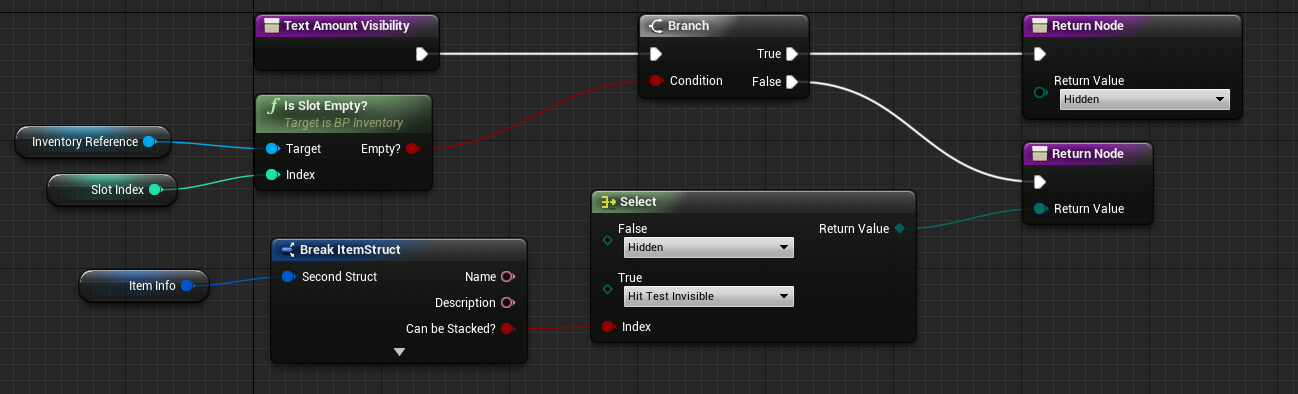 Text Amount Visibility
Branch
True
Condition
False
Return Node
Return Value
Hidden
Is Slot Empty?
Target is BP Inventory
Target
Empty?
Index
Inventory Reference
Slot Index
Return Node
Return Value
Select
False
Return Value
Hidden
True
Hit Test Invisible
Index
Break ItemStruct
Second Struct
Name
Description
Can be Stacked?
Item Info